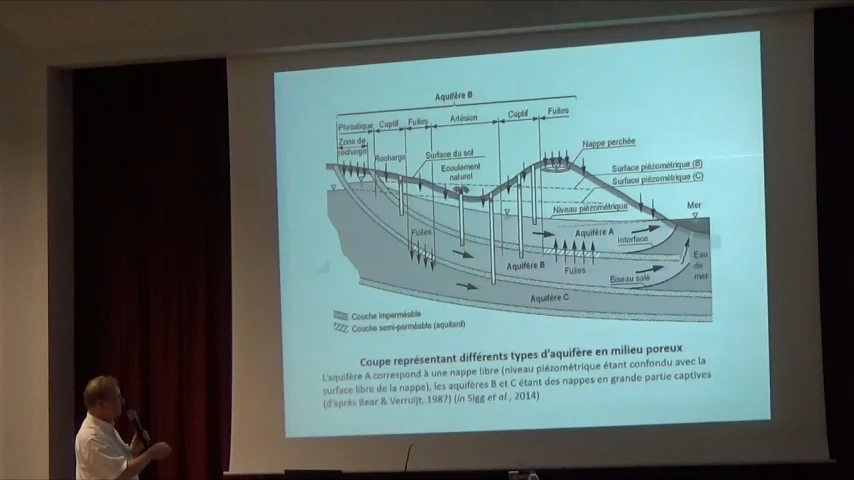 Aquifère B
Phréatique Captif Fuites Artésien Captif Fuites
Zone de
recharge
Recharge
Surface du sol
Ecoulement
naturel
Nappe perchée
Surface piézométrique (B)
Surface piézométrique (C)
Niveau piézométrique
Mer
Aquifère A
Interface
Fuites
Aquifère B
Fuites
Biseau salé
Eau
de
mer
Aquifère C
Couche imperméable
Couche semi-perméable (aquitard)
Coupe représentant différents types d'aquifère en milieu poreux
L'aquifère A correspond à une nappe libre (niveau piézométrique étant confondu avec la
surface libre de la nappe), les aquifères B et C étant des nappes en grande partie captives
(d'après Bear & Verruijt, 1987) (in Sigg et al., 2014)